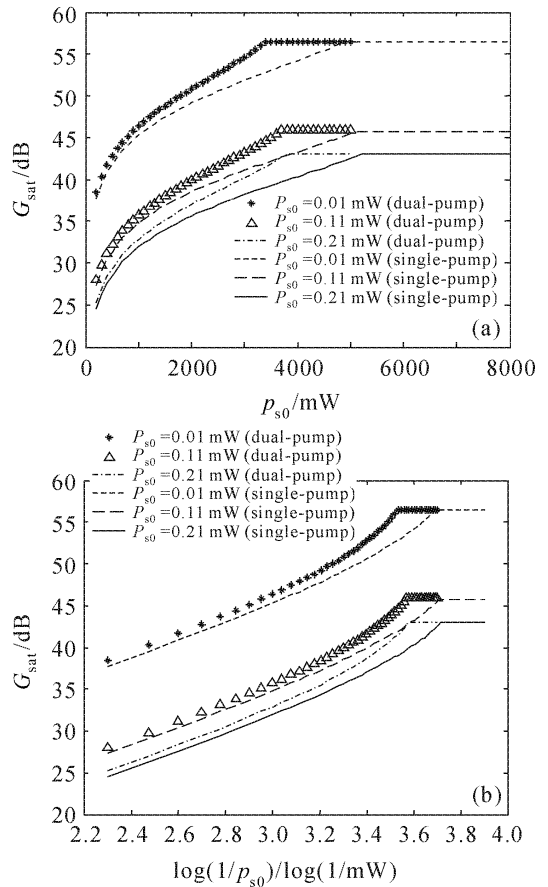 60
55
50
45
40
35
30
25
20
G_sat/dB
P_s0=0.01 mW (dual-pump)
P_s0=0.11 mW (dual-pump)
P_s0=0.21 mW (dual-pump)
P_s0=0.01 mW (single-pump)
P_s0=0.11 mW (single-pump)
P_s0=0.21 mW (single-pump)
(a)
0 2000 4000 6000 8000
p_s0/mW
P_s0=0.01 mW (dual-pump)
P_s0=0.11 mW (dual-pump)
P_s0=0.21 mW (dual-pump)
P_s0=0.01 mW (single-pump)
P_s0=0.11 mW (single-pump)
P_s0=0.21 mW (single-pump)
60
55
50
45
40
35
30
25
20
G_sat/dB
(b)
2.2 2.4 2.6 2.8 3.0 3.2 3.4 3.6 3.8 4.0
log(1/p_s0)/log(1/mW)